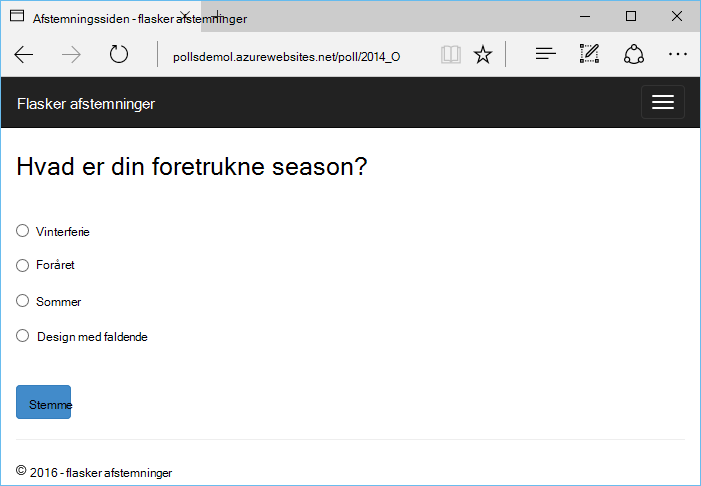 Afstemningssiden - flasker afstemninger
pollsdemol.azurewebsites.net/poll/2014_O
Flasker afstemninger
Hvad er din foretrukne season?
Vinterferie
Foråret
Sommer
Design med faldende
Stemme
© 2016 - flasker afstemninger